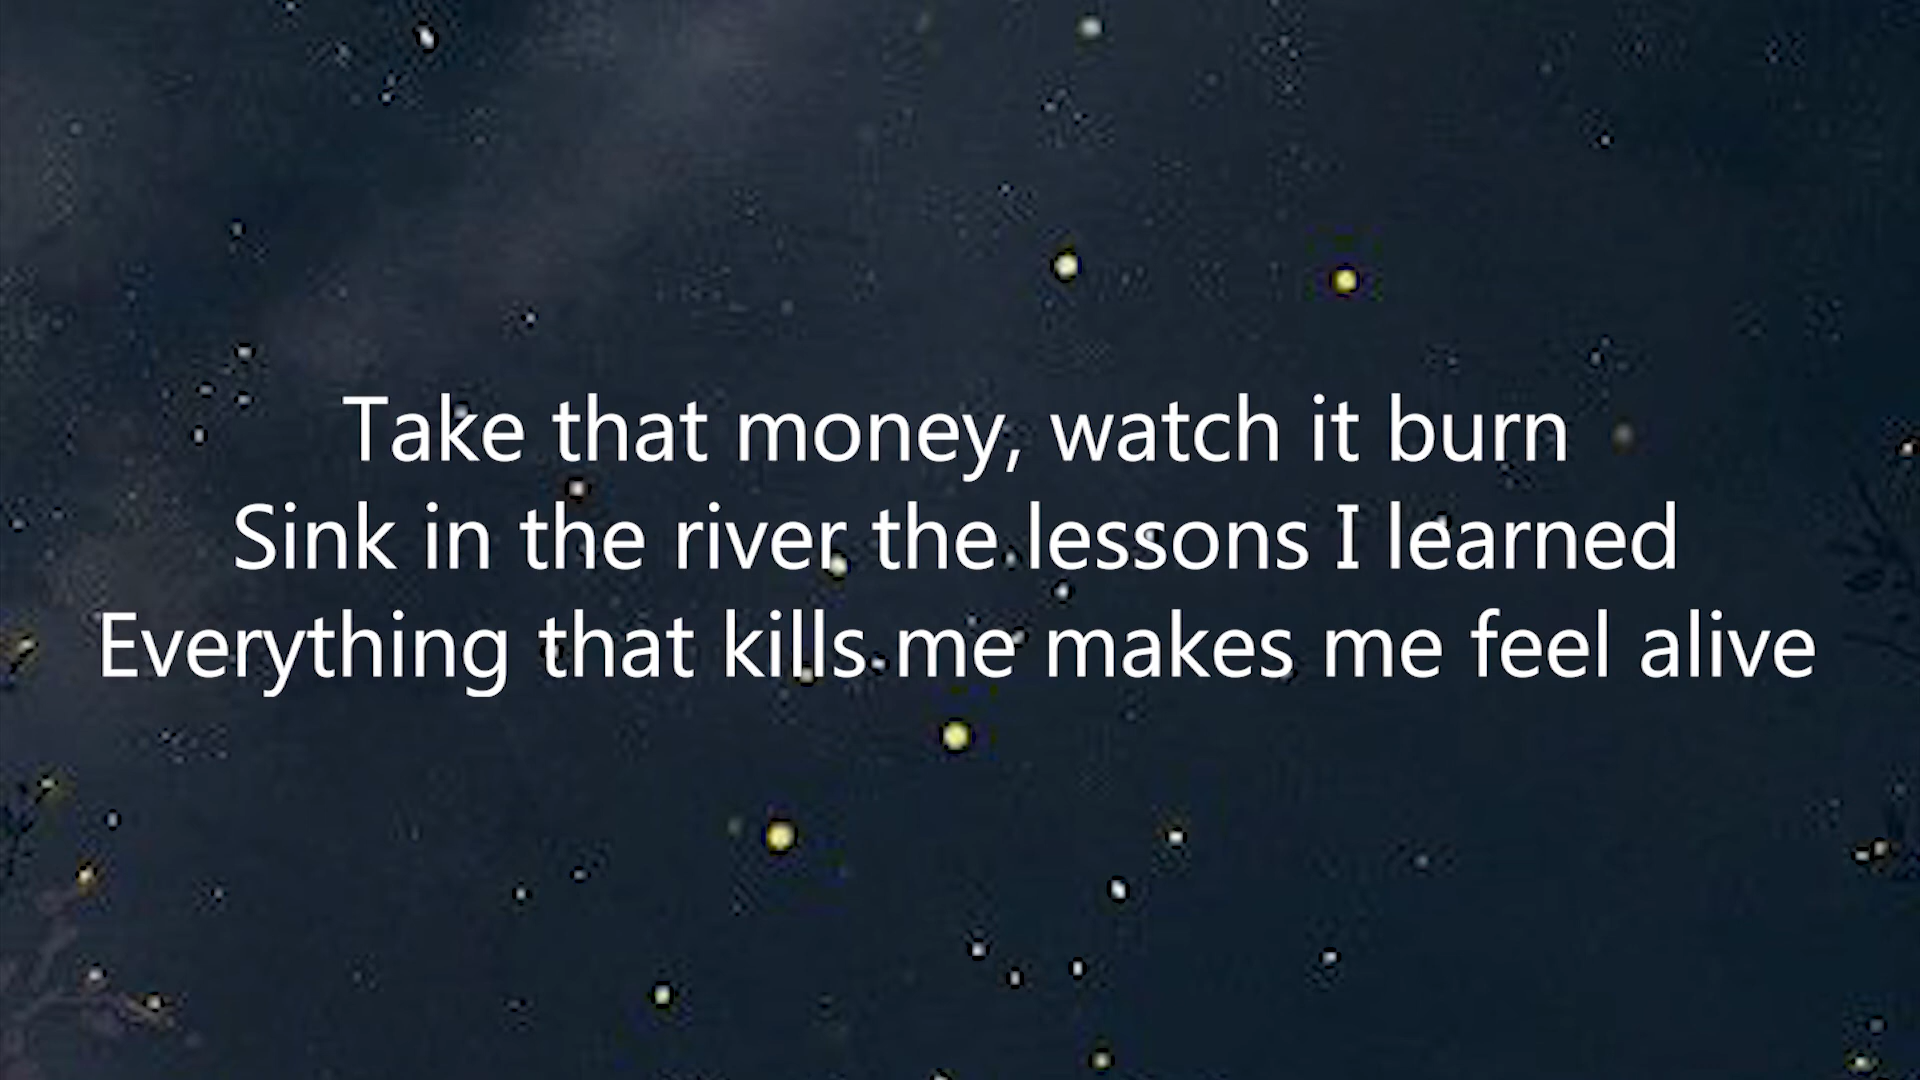 Take that money, watch it burn
Sink in the river the lessons I learned
Everything that kills me makes me feel alive